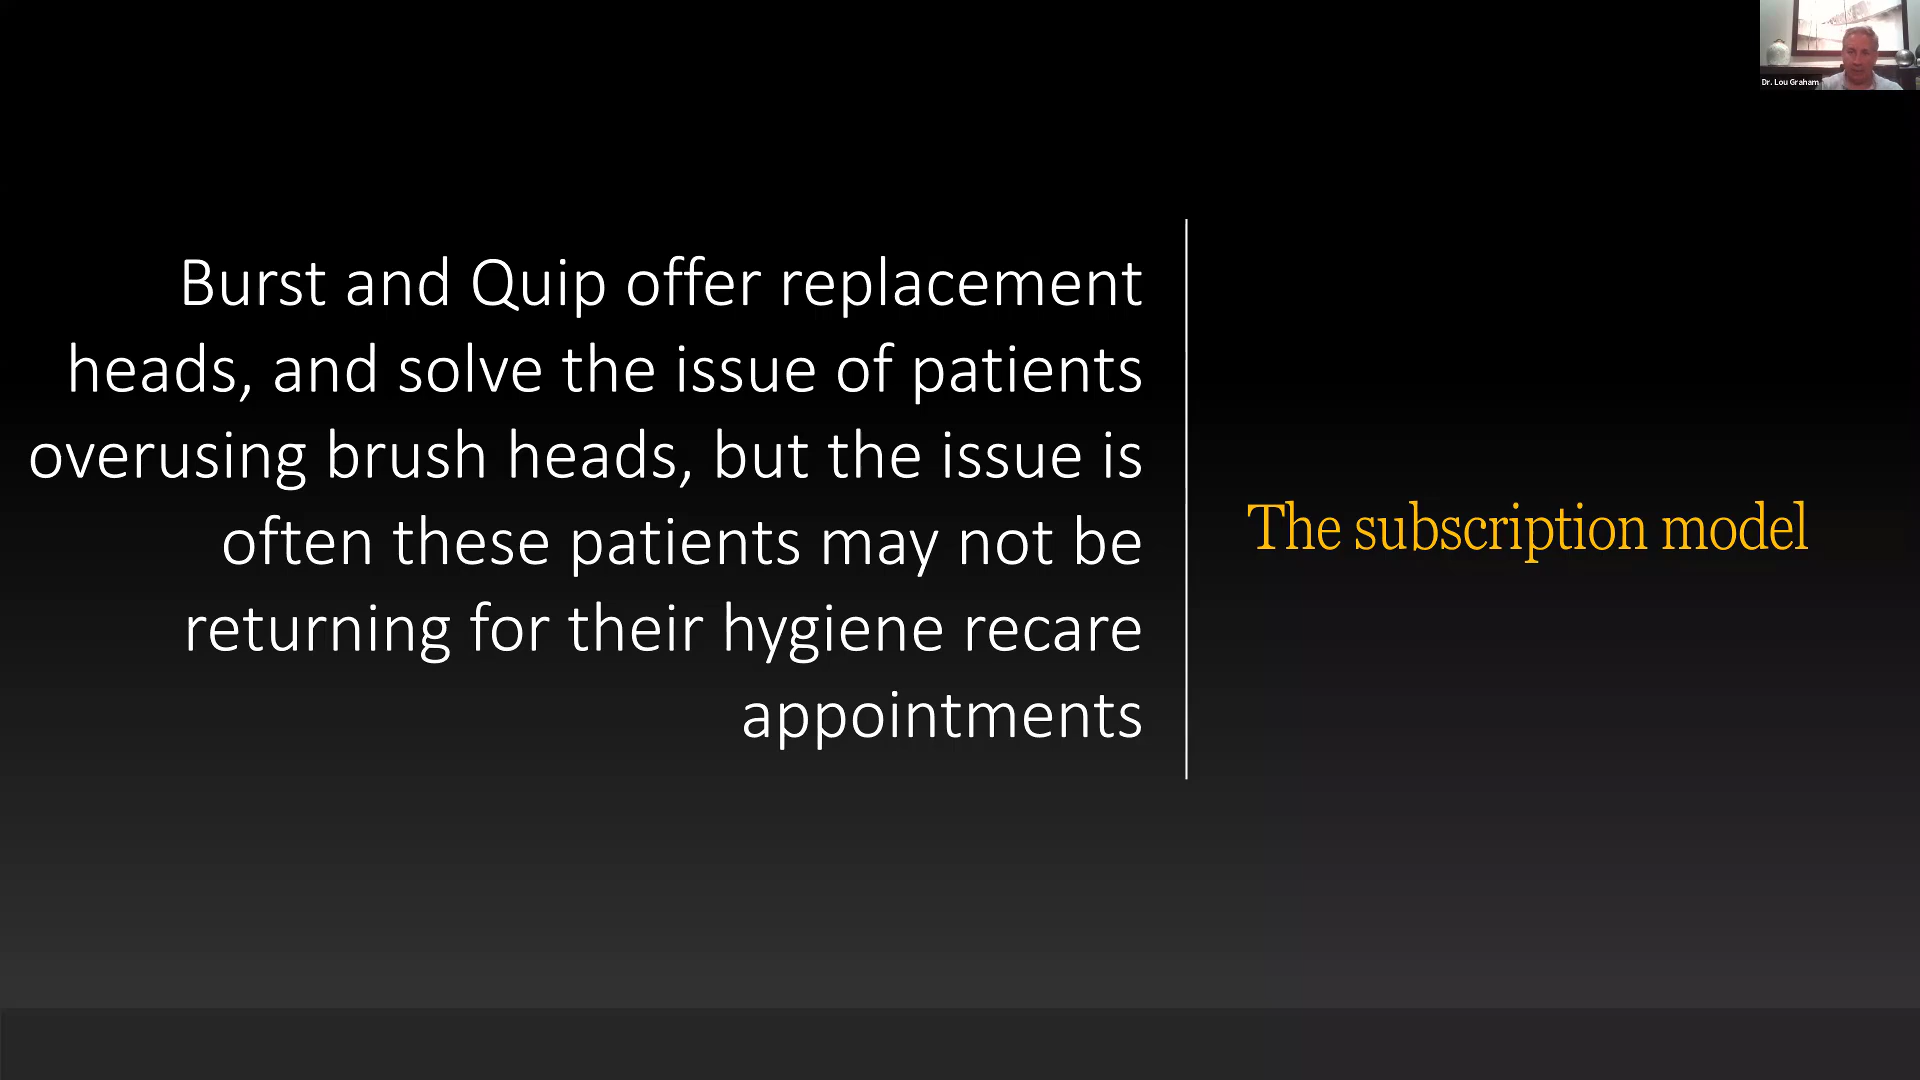 Dr. Lou Graham
Burst and Quip offer replacement
heads, and solve the issue of patients
overusing brush heads, but the issue is
often these patients may not be
returning for their hygiene recare
appointments
The subscription model